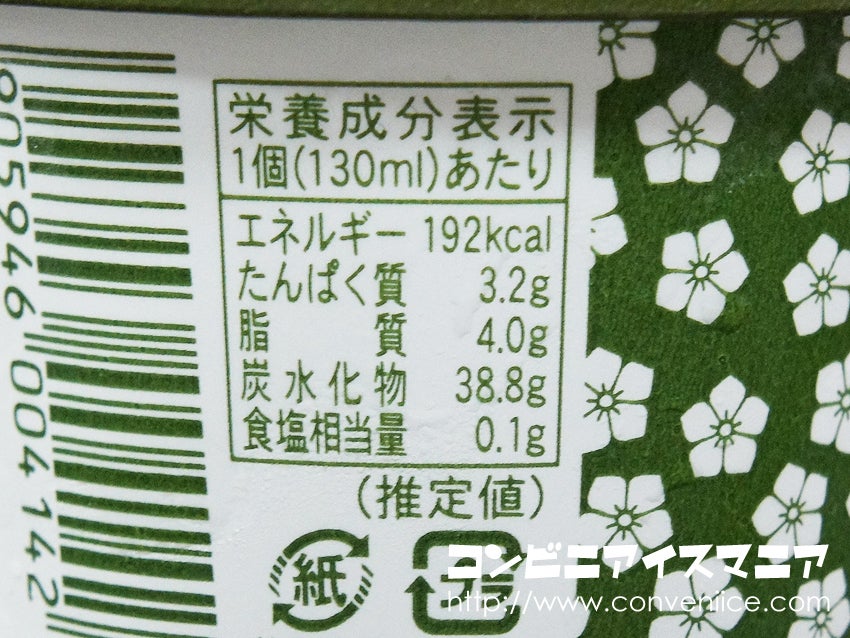 栄養成分表示
1個(130ml)あたり
エネルギー 192kcal
たんぱく質 3.2g
脂質 4.0g
炭水化物 38.8g
食塩相当量 0.1g
(推定値)
紙
905946 004142
コンビニアイスマニア
http://www.conveniice.com